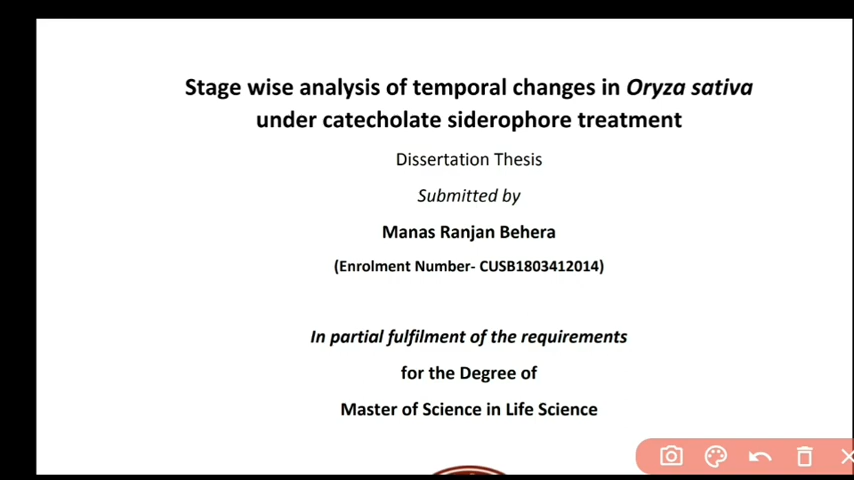 Stage wise analysis of temporal changes in Oryza sativa
under catecholate siderophore treatment
Dissertation Thesis
Submitted by
Manas Ranjan Behera
(Enrolment Number- CUSB1803412014)
In partial fulfilment of the requirements
for the Degree of
Master of Science in Life Science